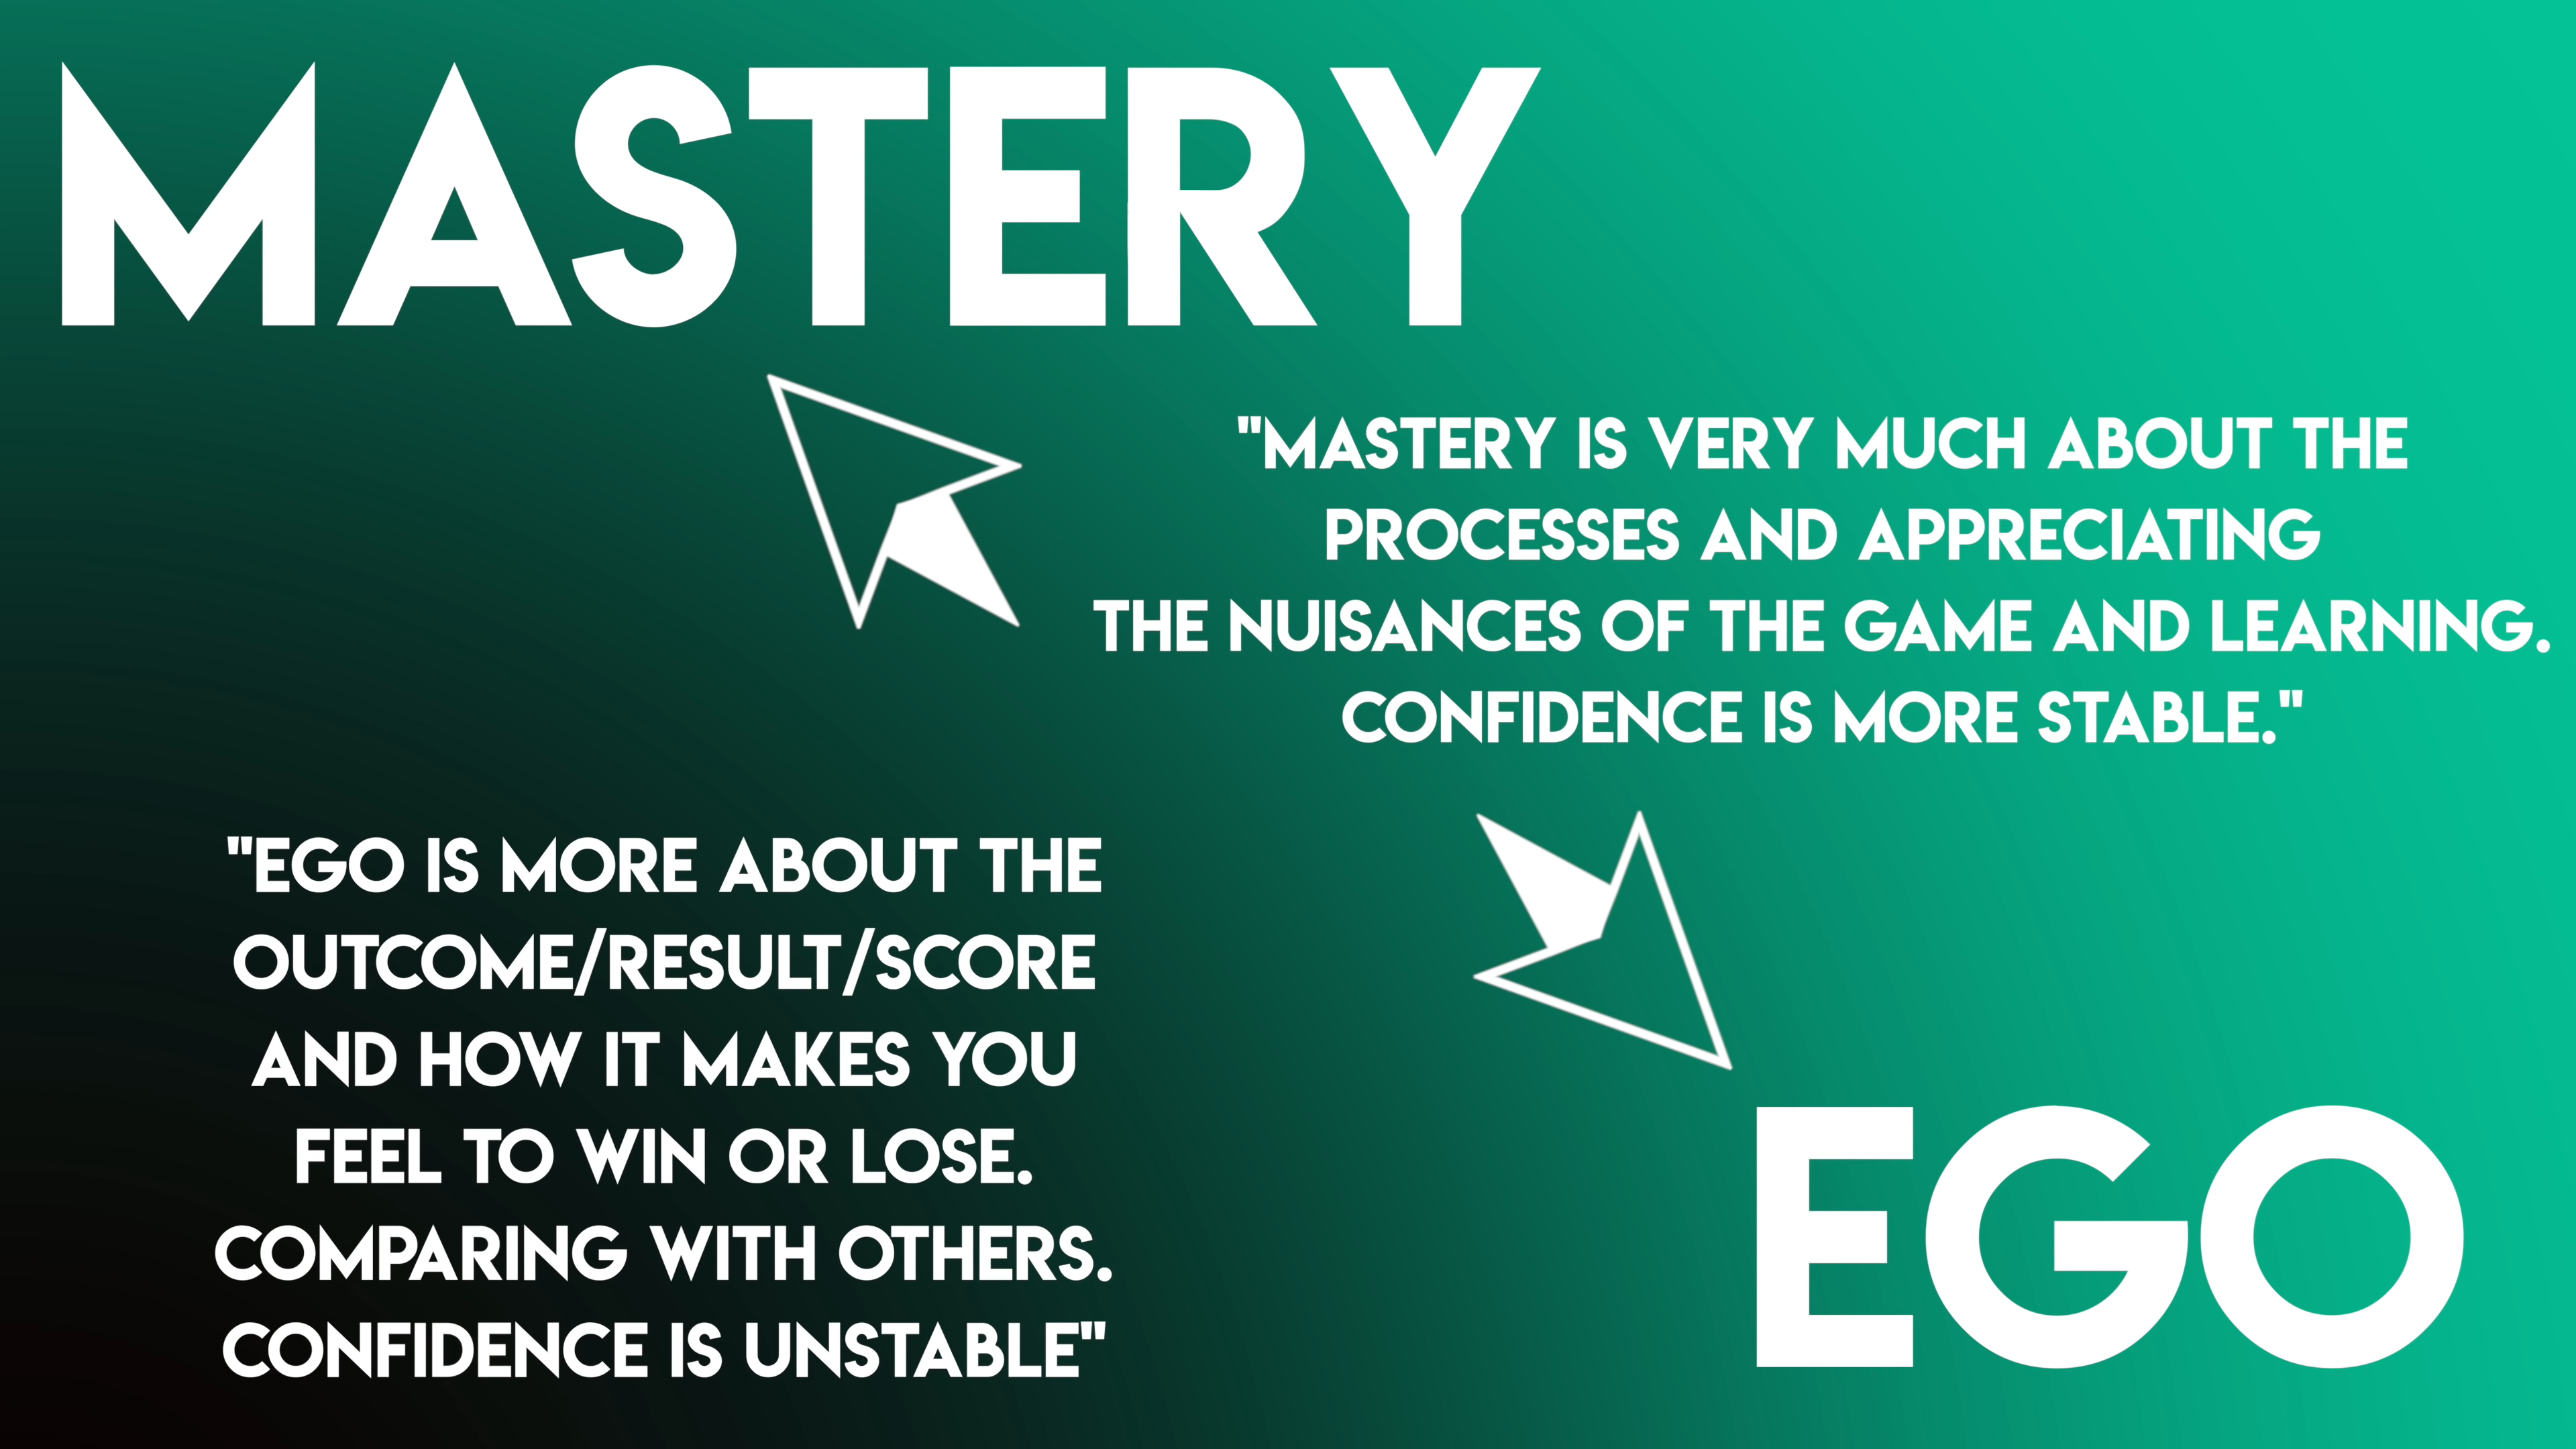 MASTERY
"MASTERY IS VERY MUCH ABOUT THE
PROCESSES AND APPRECIATING
THE NUISANCES OF THE GAME AND LEARNING.
CONFIDENCE IS MORE STABLE."
"EGO IS MORE ABOUT THE
OUTCOME/RESULT/SCORE
AND HOW IT MAKES YOU
FEEL TO WIN OR LOSE.
COMPARING WITH OTHERS.
CONFIDENCE IS UNSTABLE"
EGO